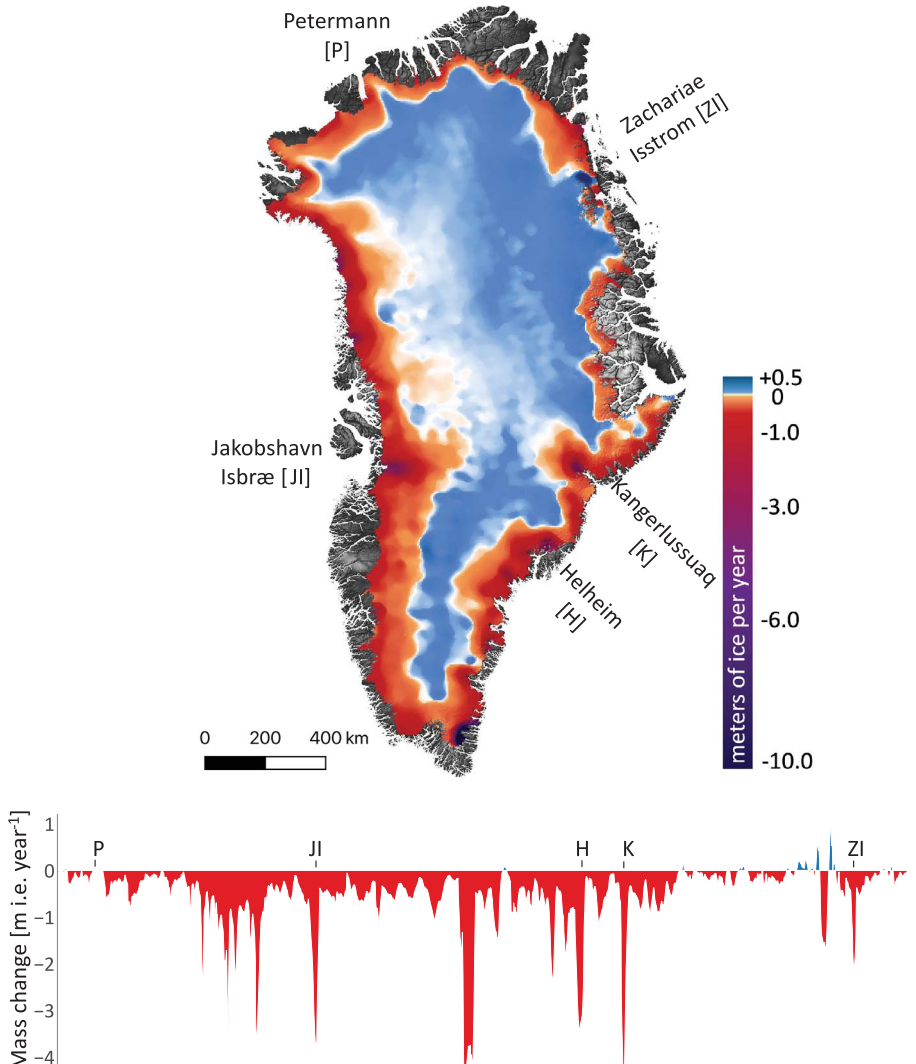 Petermann
[P]
Zachariae
Isstrom [ZI]
Jakobshavn
Isbræ [JI]
Kangerlussuaq
[K]
Helheim
[H]
+0.5
0
-1.0
-3.0
-6.0
-10.0
meters of ice per year
0 200 400 km
Mass change [m i.e. year-1]
1
0
−1
−2
−3
−4
P JI H K ZI